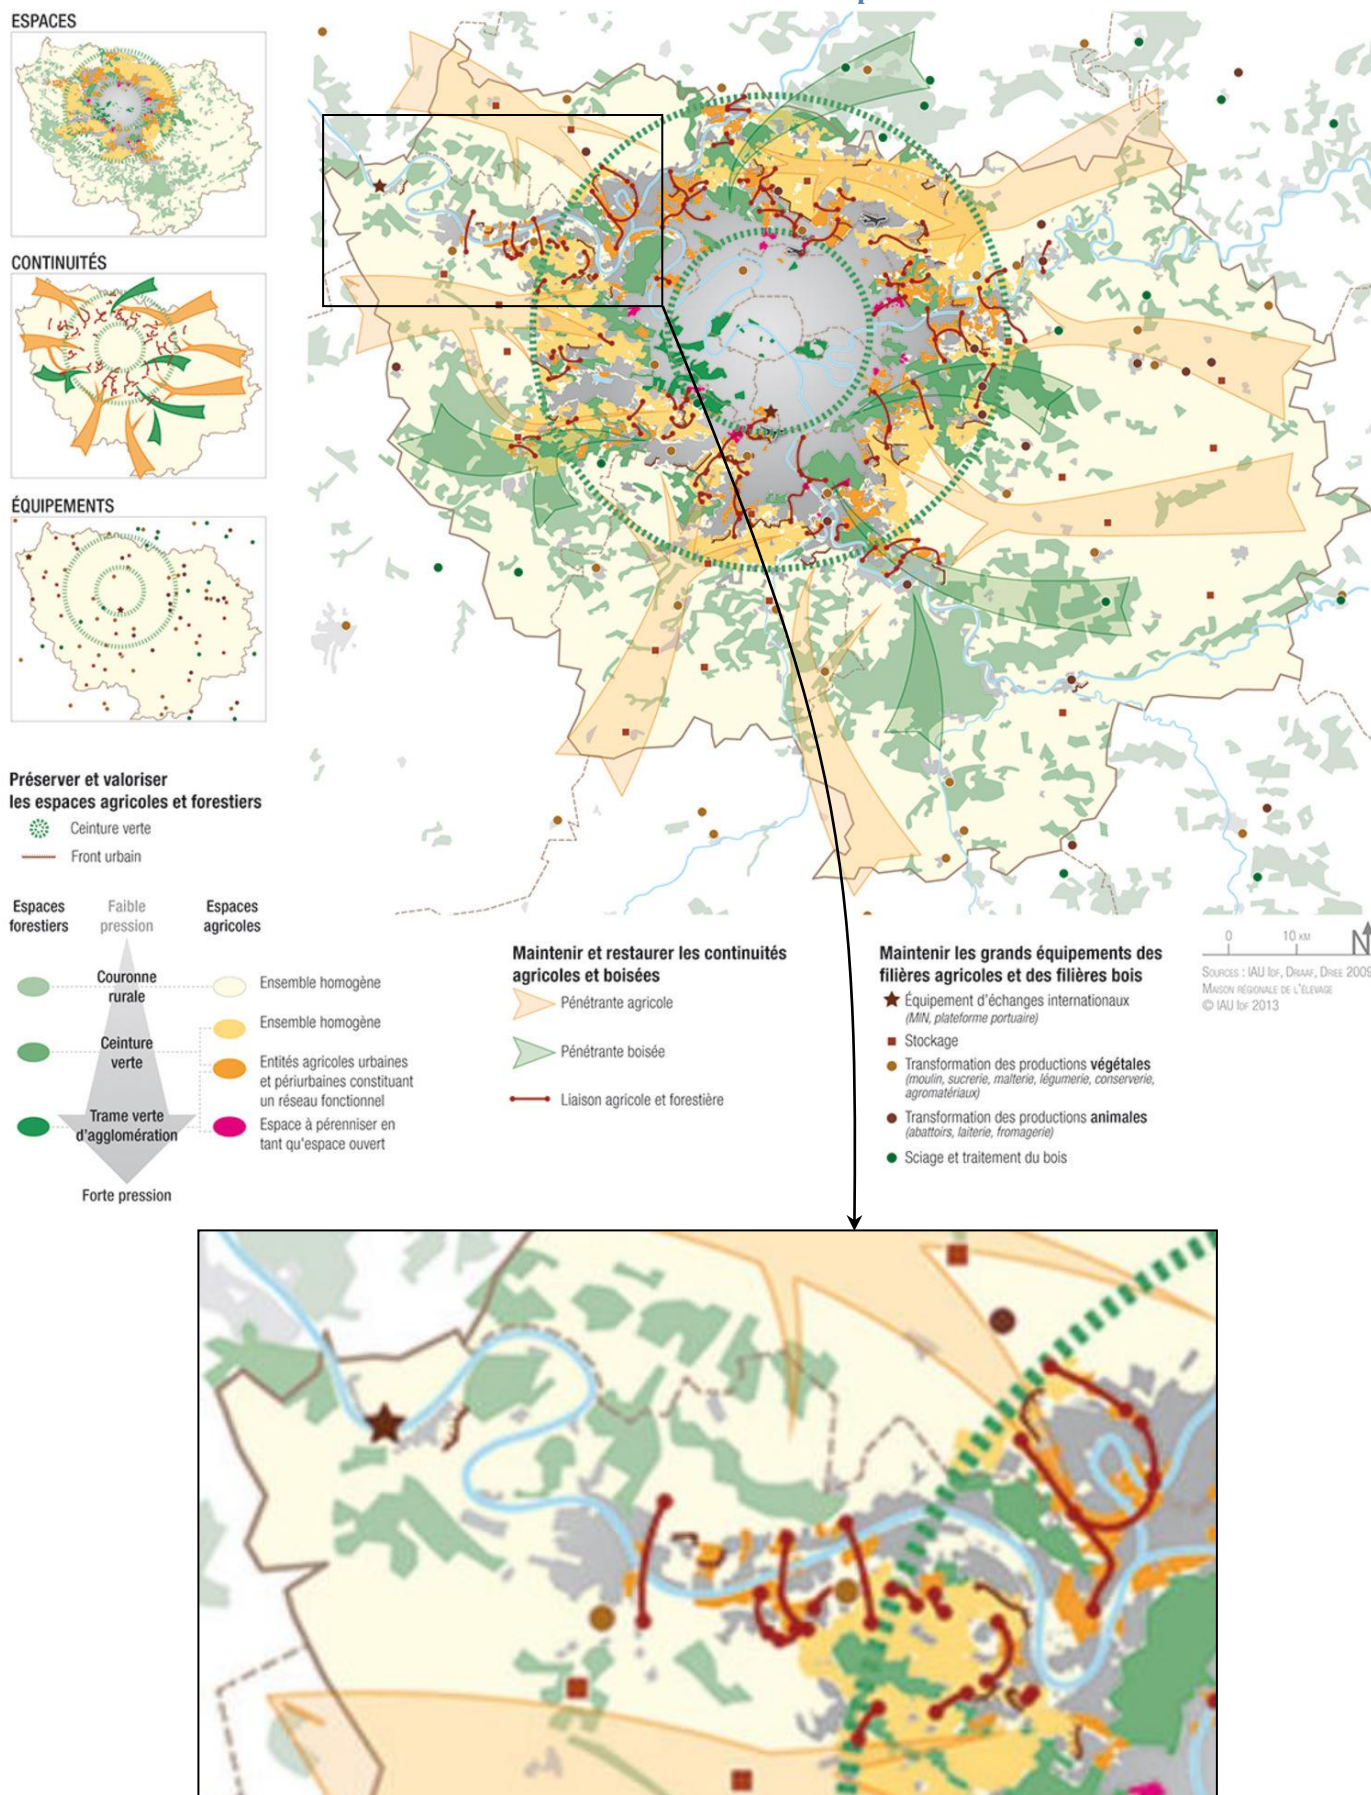 ESPACES
CONTINUITÉS
ÉQUIPEMENTS
Préserver et valoriser
les espaces agricoles et forestiers
Ceinture verte
Front urbain
Espaces
forestiers
Faible
pression
Espaces
agricoles
Couronne
rurale
Ensemble homogène
Ensemble homogène
Ceinture
verte
Entités agricoles urbaines
et périurbaines constituant
un réseau fonctionnel
Trame verte
d'agglomération
Espace à pérenniser en
tant qu'espace ouvert
Forte pression
Maintenir et restaurer les continuités
agricoles et boisées
Pénétrante agricole
Pénétrante boisée
Liaison agricole et forestière
Maintenir les grands équipements des
filières agricoles et des filières bois
Équipement d'échanges internationaux
(MIN, plateforme portuaire)
Stockage
Transformation des productions végétales
(moulin, sucrerie, malterie, légumerie, conserverie,
agromatériaux)
Transformation des productions animales
(abattoirs, laiterie, fromagerie)
Sciage et traitement du bois
0 10 KM N
SOURCES : IAU IDF, DRAAF, DRIEE 2009
MAISON RÉGIONALE DE L'ÉLEVAGE
© IAU IDF 2013